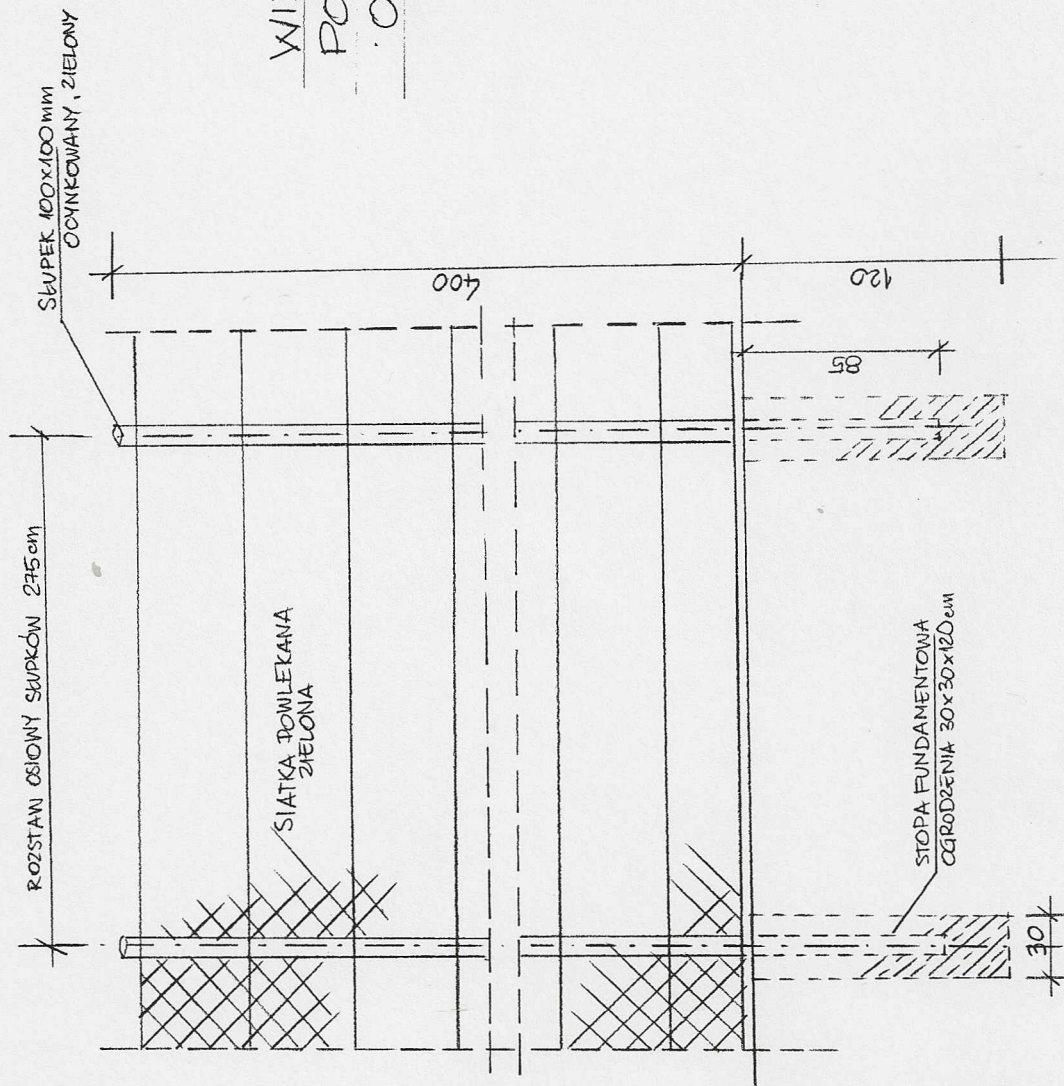 SŁUPEK 100x100mm
OCYNKOWANY, ZIELONY
ROZSTAW OSIOWY SŁUPKÓW 275cm
SIATKA POWLEKANA
ZIELONA
400
120
85
STOPA FUNDAMENTOWA
OGRODZENIA 30x30x120cm
30